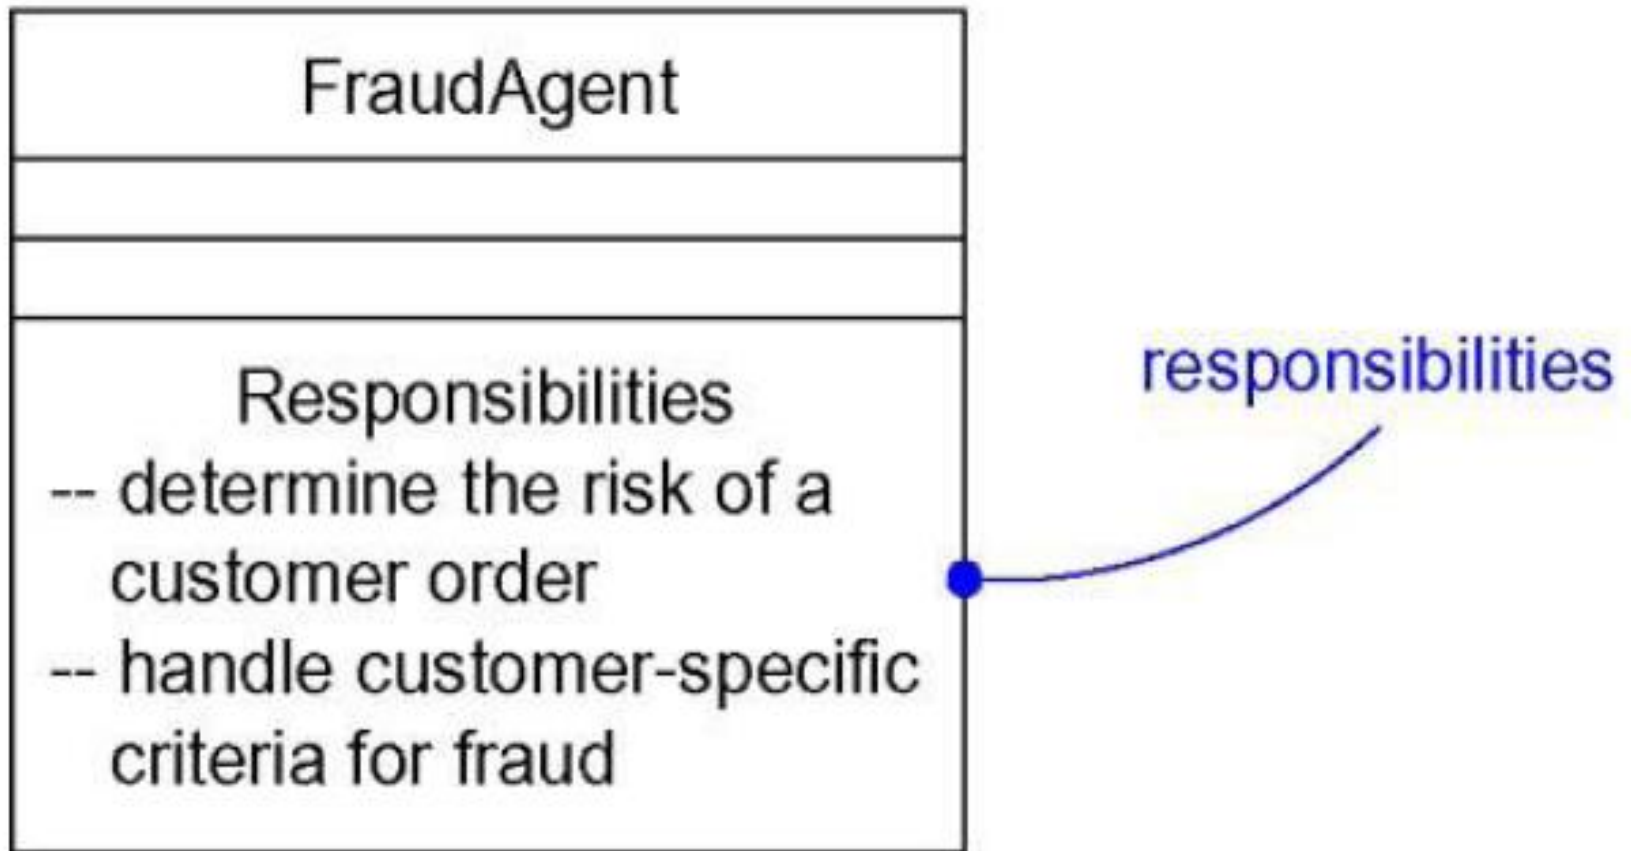 FraudAgent
Responsibilities
-- determine the risk of a
customer order
-- handle customer-specific
criteria for fraud
responsibilities